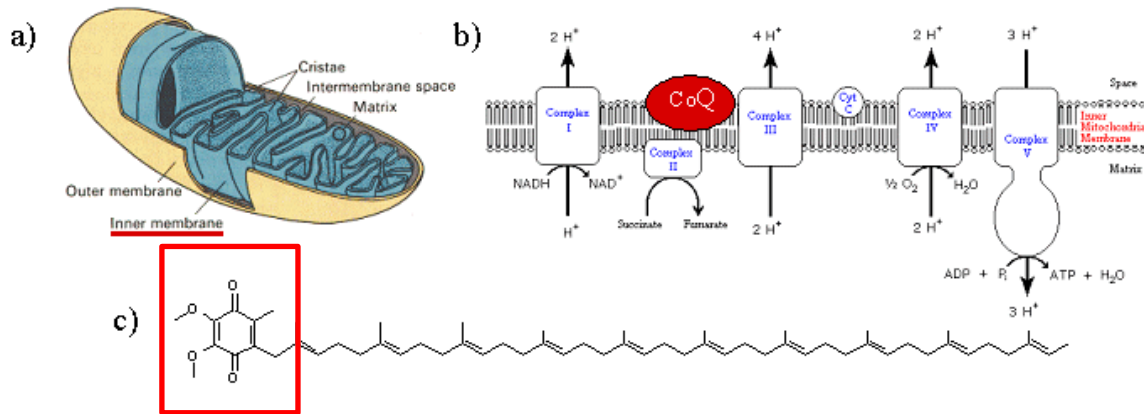 a)
Cristae
Intermembrane space
Matrix
Outer membrane
Inner membrane
b)
2 H⁺
4 H⁺
2 H⁺
3 H⁺
CoQ
Cyt
C
Complex
I
Complex
II
Complex
III
Complex
IV
Complex
V
Space
Inner
Mitochondria
Membrane
Matrix
NADH
NAD⁺
Succinate
Fumarate
½ O₂
H₂O
H⁺
2 H⁺
2 H⁺
ADP + Pᵢ
ATP + H₂O
3 H⁺
c)
O
O
O
O